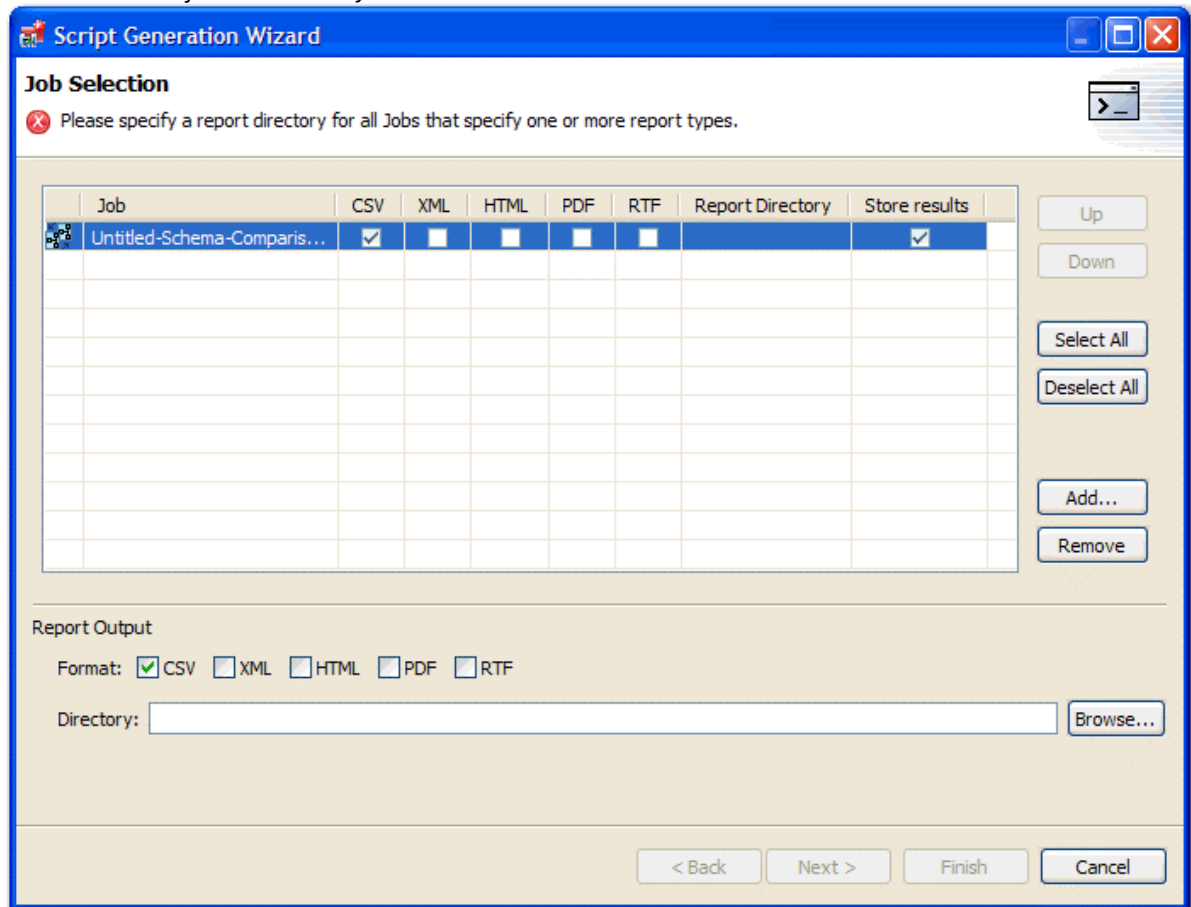 Script Generation Wizard
Job Selection
Please specify a report directory for all Jobs that specify one or more report types.
Job CSV XML HTML PDF RTF Report Directory Store results
Untitled-Schema-Comparis...
Up
Down
Select All
Deselect All
Add...
Remove
Report Output
Format: CSV XML HTML PDF RTF
Directory: Browse...
< Back Next > Finish Cancel